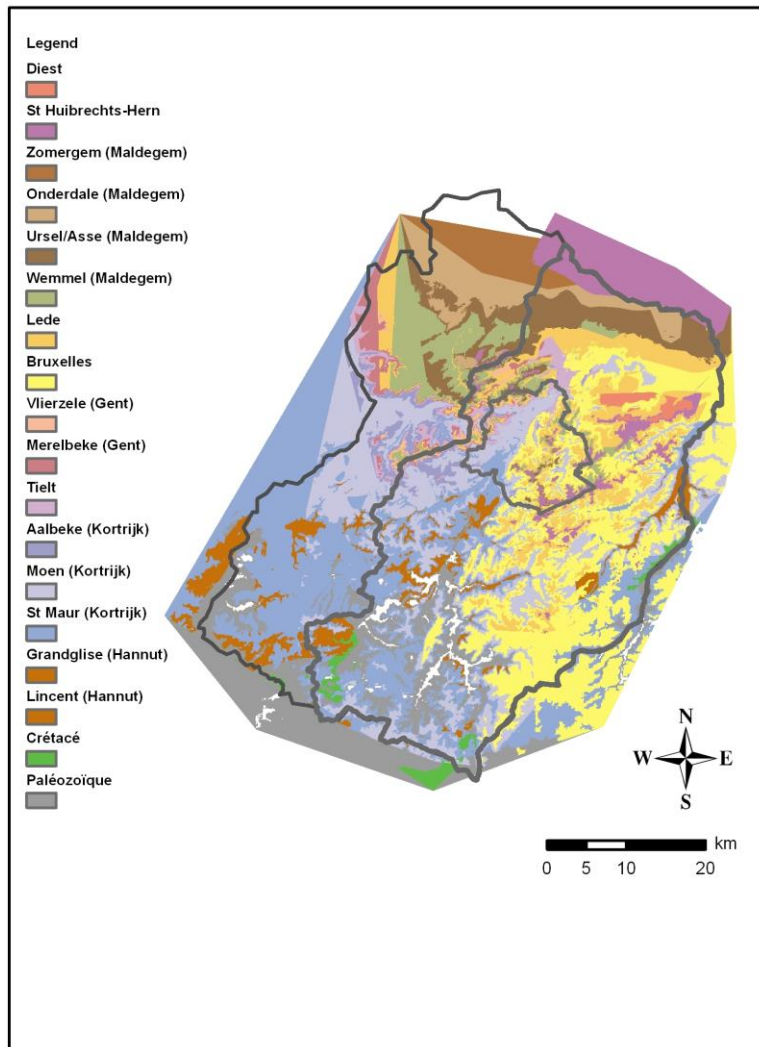 Legend
Diest
St Huibrechts-Hern
Zomergem (Maldegem)
Onderdale (Maldegem)
Ursel/Asse (Maldegem)
Wemmel (Maldegem)
Lede
Bruxelles
Vlierzele (Gent)
Merelbeke (Gent)
Tielt
Aalbeke (Kortrijk)
Moen (Kortrijk)
St Maur (Kortrijk)
Grandglise (Hannut)
Lincent (Hannut)
Crétacé
Paléozoïque
N
W E
S
km
0 5 10 20